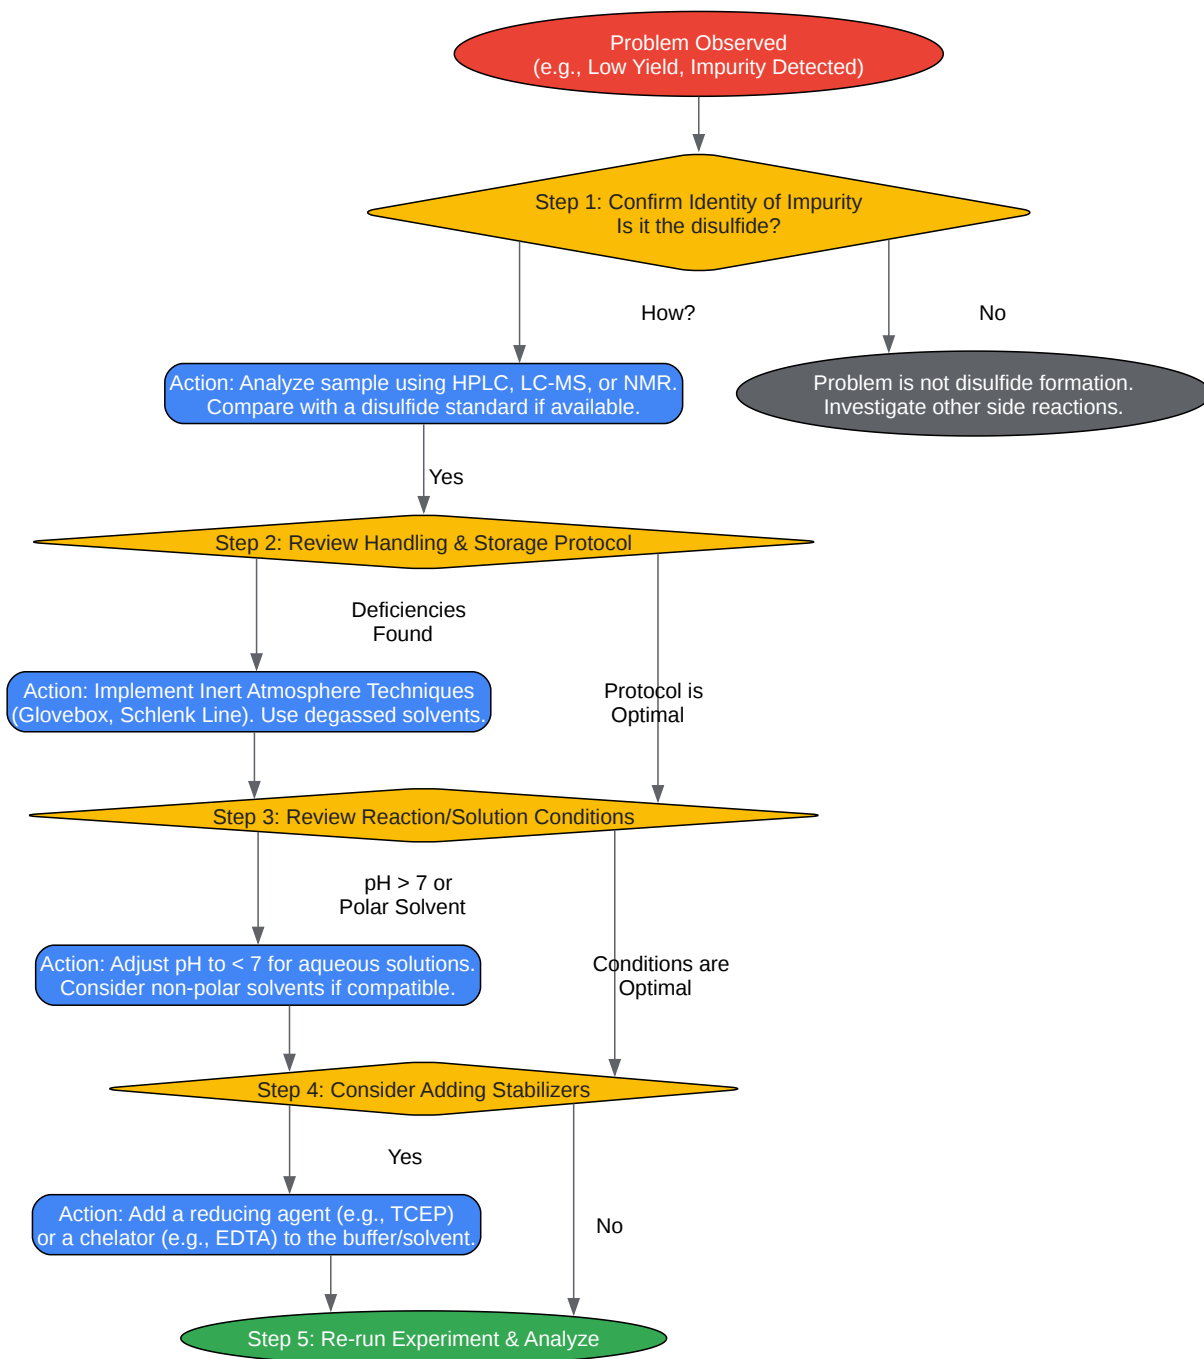 Problem Observed
(e.g., Low Yield, Impurity Detected)
Step 1: Confirm Identity of Impurity
Is it the disulfide?
How?
No
Action: Analyze sample using HPLC, LC-MS, or NMR.
Compare with a disulfide standard if available.
Problem is not disulfide formation.
Investigate other side reactions.
Yes
Step 2: Review Handling & Storage Protocol
Deficiencies
Found
Action: Implement Inert Atmosphere Techniques
(Glovebox, Schlenk Line). Use degassed solvents.
Protocol is
Optimal
Step 3: Review Reaction/Solution Conditions
pH > 7 or
Polar Solvent
Action: Adjust pH to < 7 for aqueous solutions.
Consider non-polar solvents if compatible.
Conditions are
Optimal
Step 4: Consider Adding Stabilizers
Yes
Action: Add a reducing agent (e.g., TCEP)
or a chelator (e.g., EDTA) to the buffer/solvent.
No
Step 5: Re-run Experiment & Analyze